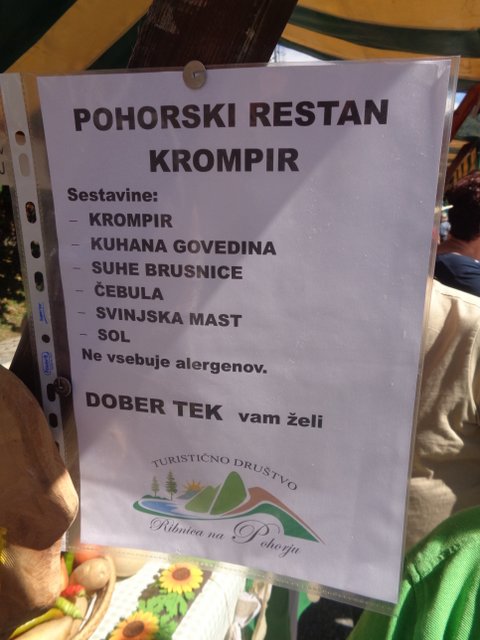 POHORSKI RESTAN
KROMPIR
Sestavine:
– KROMPIR
– KUHANA GOVEDINA
– SUHE BRUSNICE
– ČEBULA
– SVINJSKA MAST
– SOL
Ne vsebuje alergenov.
DOBER TEK vam želi
TURISTIČNO DRUŠTVO
Ribnica na Pohorju